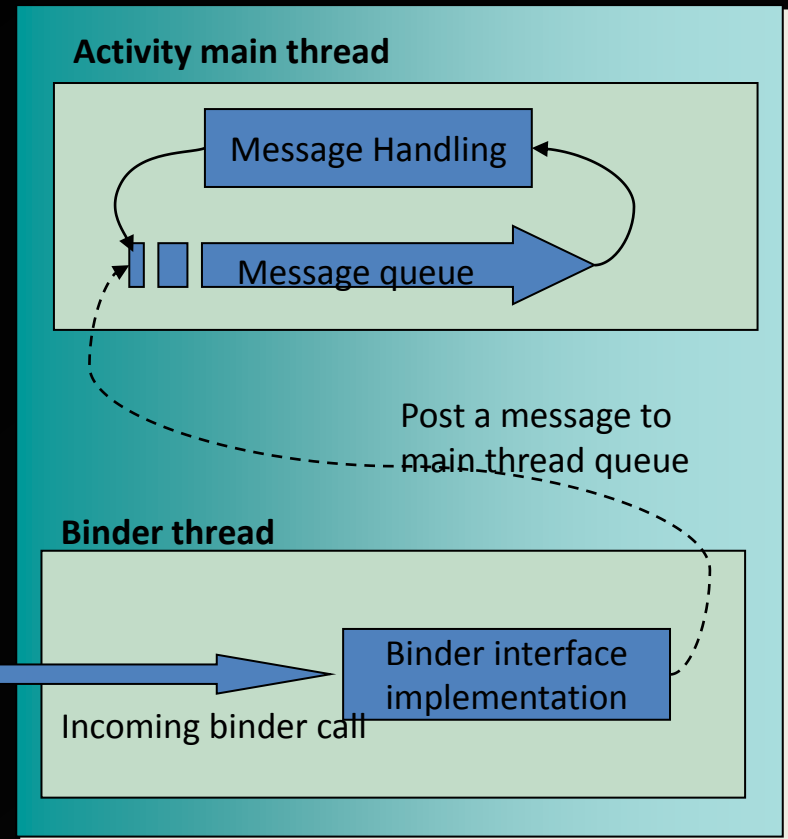 Activity main thread
Message Handling
Message queue
Post a message to
main thread queue
Binder thread
Binder interface
implementation
Incoming binder call